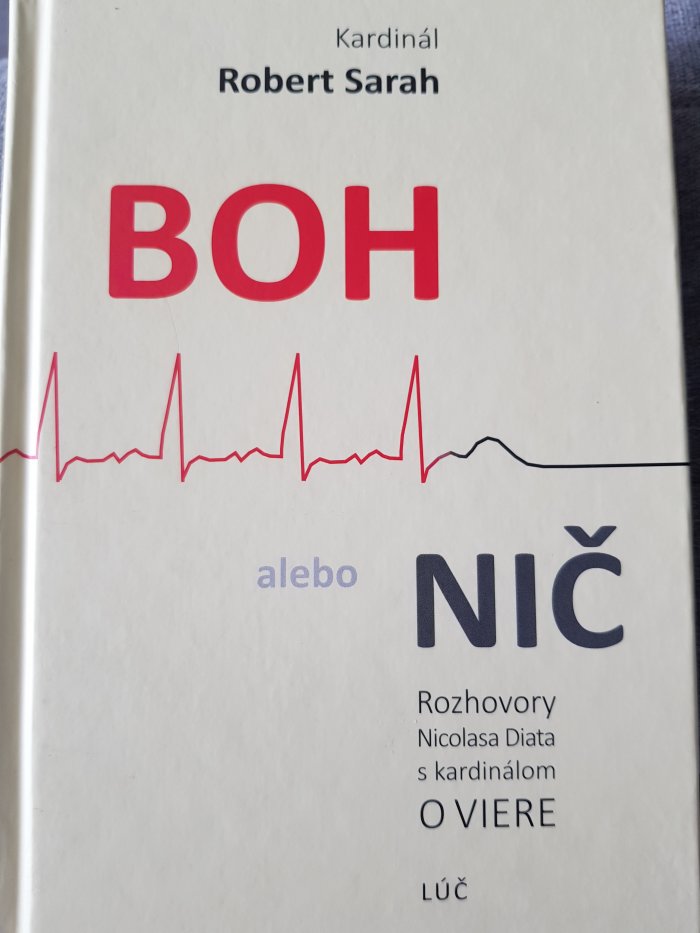 Kardinál
Robert Sarah
BOH
alebo NIČ
Rozhovory
Nicolasa Diata
s kardinálom
O VIERE
LÚČ